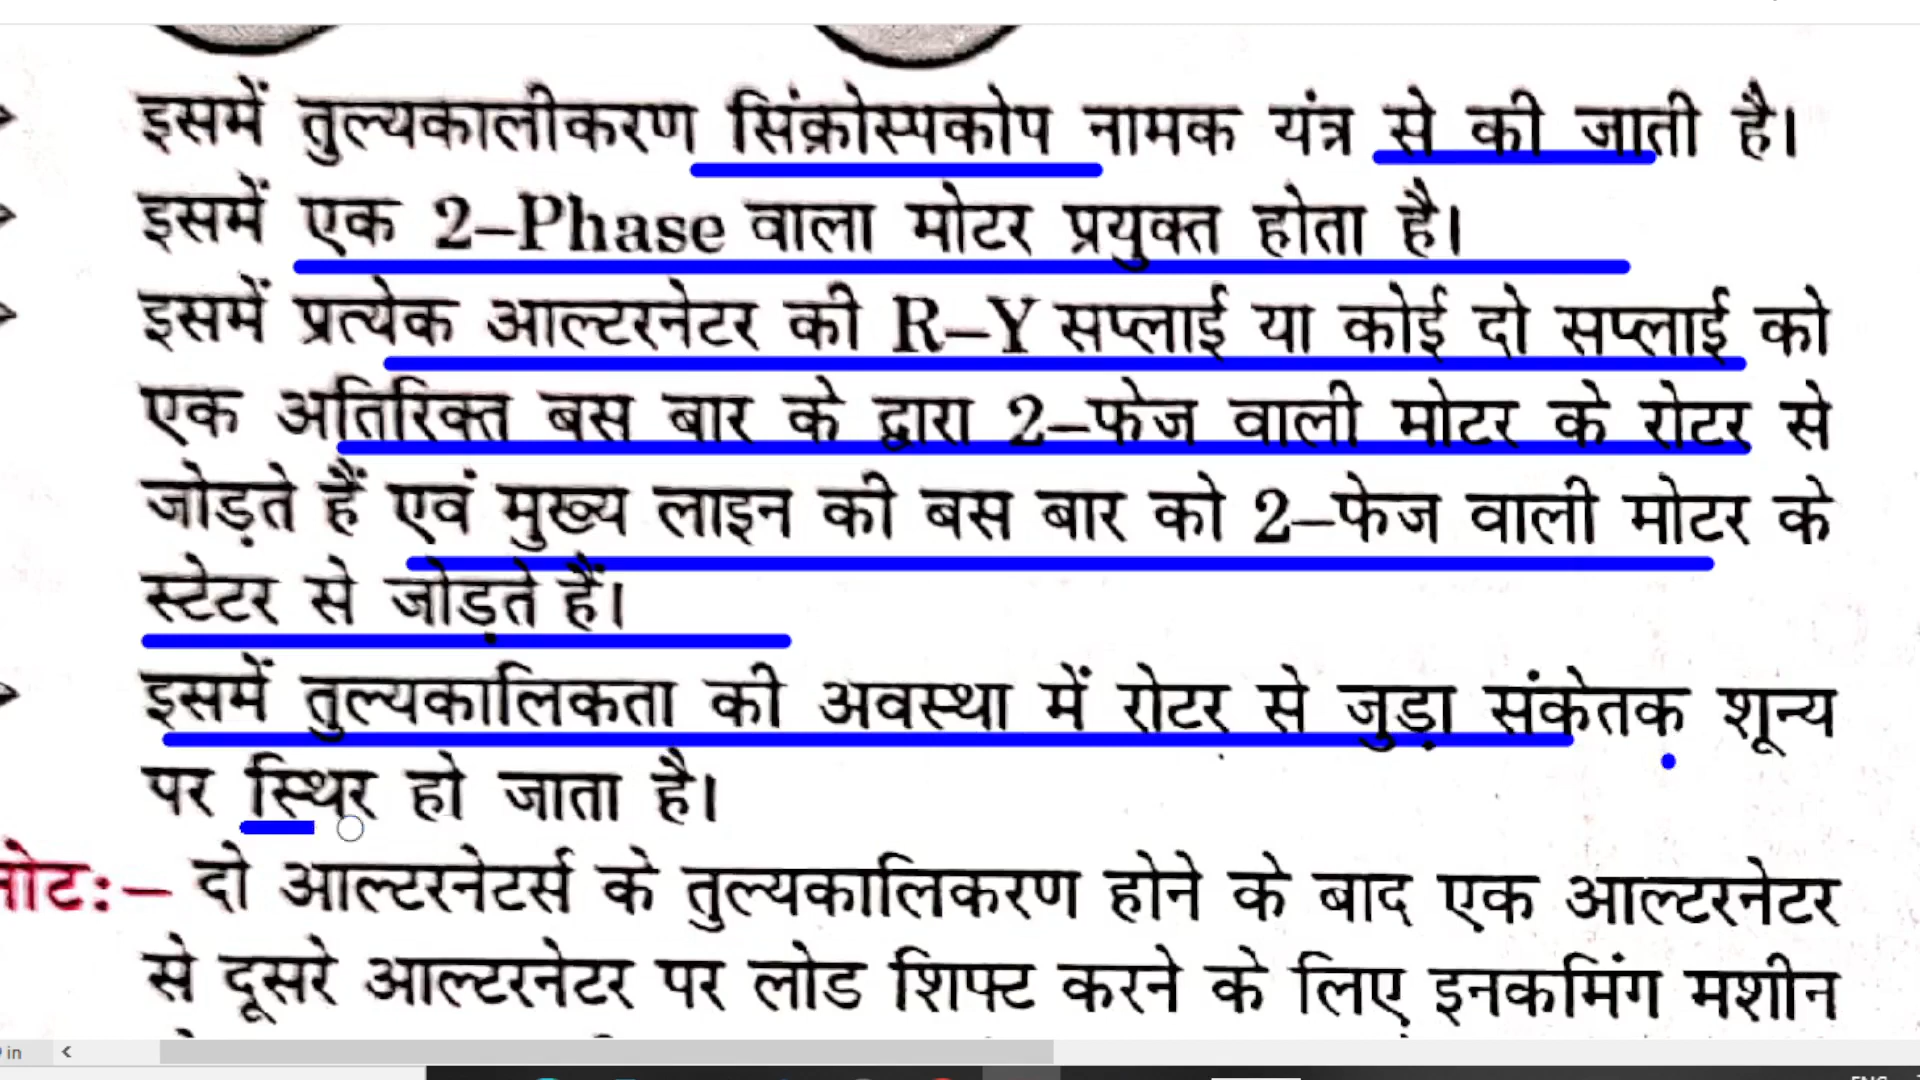 इसमें तुल्यकालीकरण सिंक्रोस्पकोप नामक यंत्र से की जाती है।
इसमें एक 2–Phase वाला मोटर प्रयुक्त होता है।
इसमें प्रत्येक आल्टरनेटर की R–Y सप्लाई या कोई दो सप्लाई को
एक अतिरिक्त बस बार के द्वारा 2–फेज वाली मोटर के रोटर से
जोड़ते हैं एवं मुख्य लाइन की बस बार को 2–फेज वाली मोटर के
स्टेटर से जोड़ते हैं।
इसमें तुल्यकालिकता की अवस्था में रोटर से जुड़ा संकेतक शून्य
पर स्थिर हो जाता है।
नोट:– दो आल्टरनेटर्स के तुल्यकालिकरण होने के बाद एक आल्टरनेटर
से दूसरे आल्टरनेटर पर लोड शिफ्ट करने के लिए इनकमिंग मशीन
in